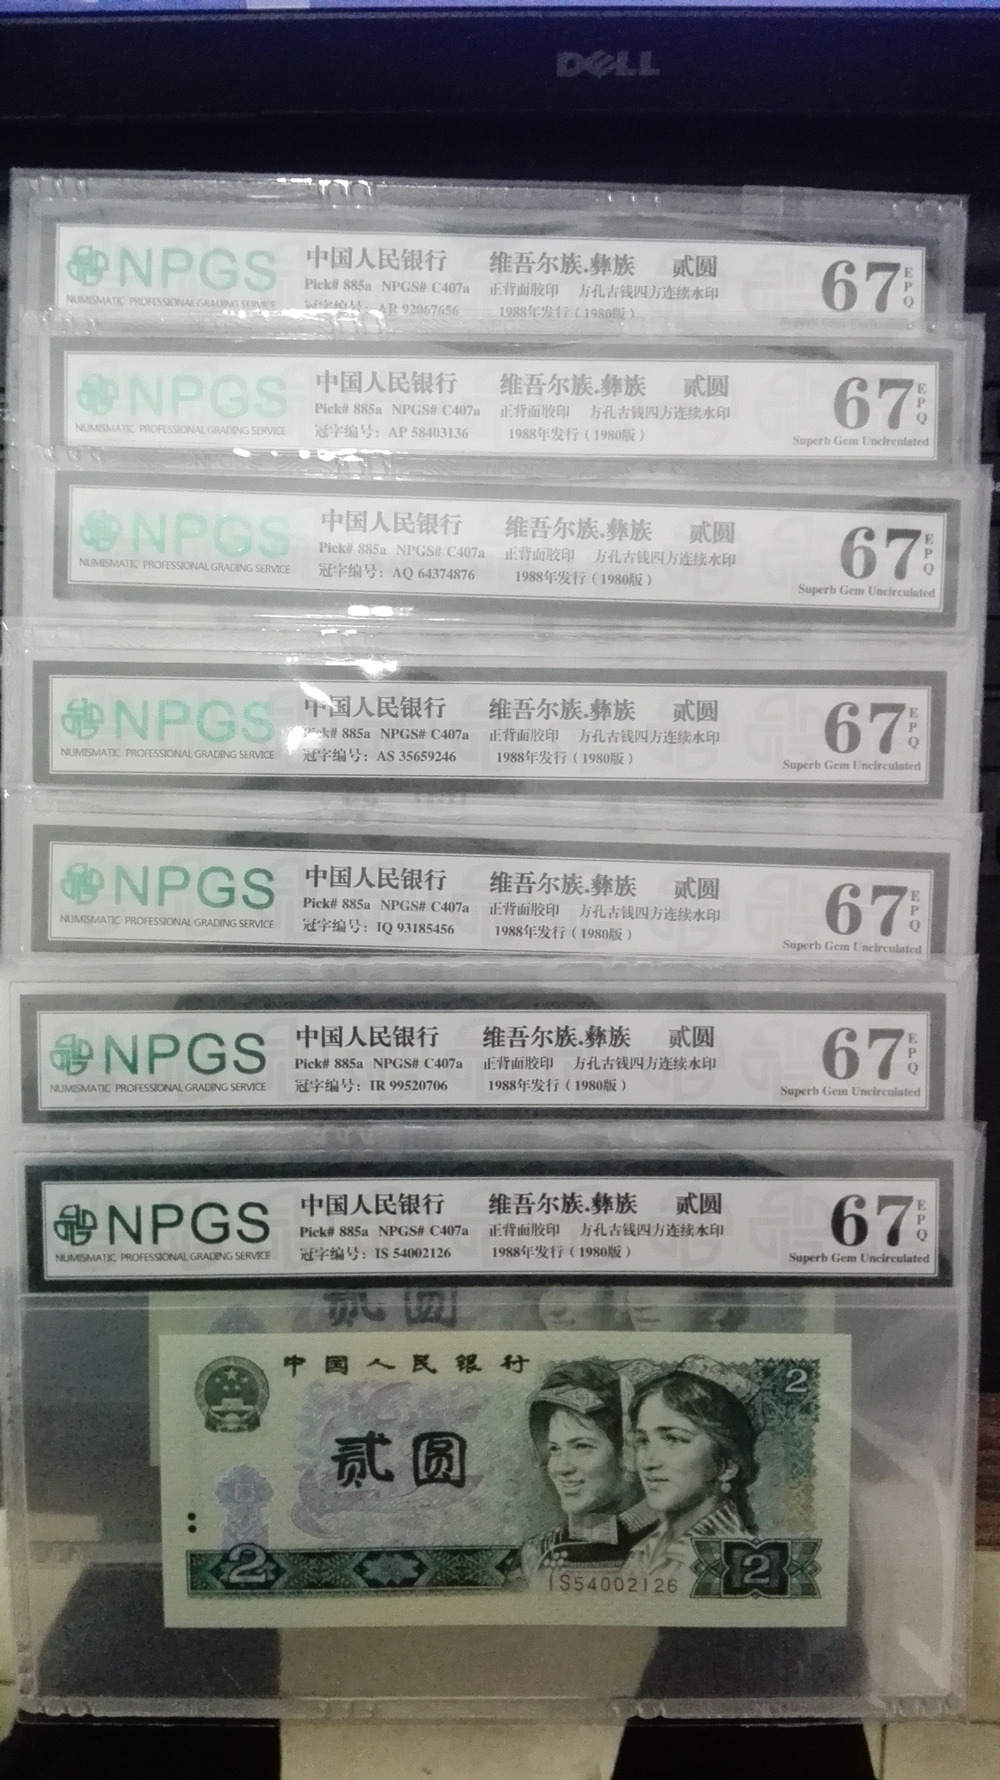 DELL
NPGS 中国人民银行 维吾尔族.彝族 贰圆 67 EPQ
Pick# 885a NPGS# C407a 正背面胶印 方孔古钱四方连续水印
NUMISMATIC PROFESSIONAL GRADING SERVICE 冠字编号: AR 92067656 1988年发行(1980版)
NPGS 中国人民银行 维吾尔族.彝族 贰圆 67 EPQ
Pick# 885a NPGS# C407a 正背面胶印 方孔古钱四方连续水印
NUMISMATIC PROFESSIONAL GRADING SERVICE 冠字编号: AP 58403136 1988年发行(1980版) Superb Gem Uncirculated
NPGS 中国人民银行 维吾尔族.彝族 贰圆 67 EPQ
Pick# 885a NPGS# C407a 正背面胶印 方孔古钱四方连续水印
NUMISMATIC PROFESSIONAL GRADING SERVICE 冠字编号: AQ 64374876 1988年发行(1980版) Superb Gem Uncirculated
NPGS 中国人民银行 维吾尔族.彝族 贰圆 67 EPQ
Pick# 885a NPGS# C407a 正背面胶印 方孔古钱四方连续水印
NUMISMATIC PROFESSIONAL GRADING SERVICE 冠字编号: AS 35659246 1988年发行(1980版) Superb Gem Uncirculated
NPGS 中国人民银行 维吾尔族.彝族 贰圆 67 EPQ
Pick# 885a NPGS# C407a 正背面胶印 方孔古钱四方连续水印
NUMISMATIC PROFESSIONAL GRADING SERVICE 冠字编号: IQ 93185456 1988年发行(1980版) Superb Gem Uncirculated
NPGS 中国人民银行 维吾尔族.彝族 贰圆 67 EPQ
Pick# 885a NPGS# C407a 正背面胶印 方孔古钱四方连续水印
NUMISMATIC PROFESSIONAL GRADING SERVICE 冠字编号: IR 99520706 1988年发行(1980版) Superb Gem Uncirculated
NPGS 中国人民银行 维吾尔族.彝族 贰圆 67 EPQ
Pick# 885a NPGS# C407a 正背面胶印 方孔古钱四方连续水印
NUMISMATIC PROFESSIONAL GRADING SERVICE 冠字编号: IS 54002126 1988年发行(1980版) Superb Gem Uncirculated
贰圆
中国人民银行
2
贰圆
2
IS54002126
2